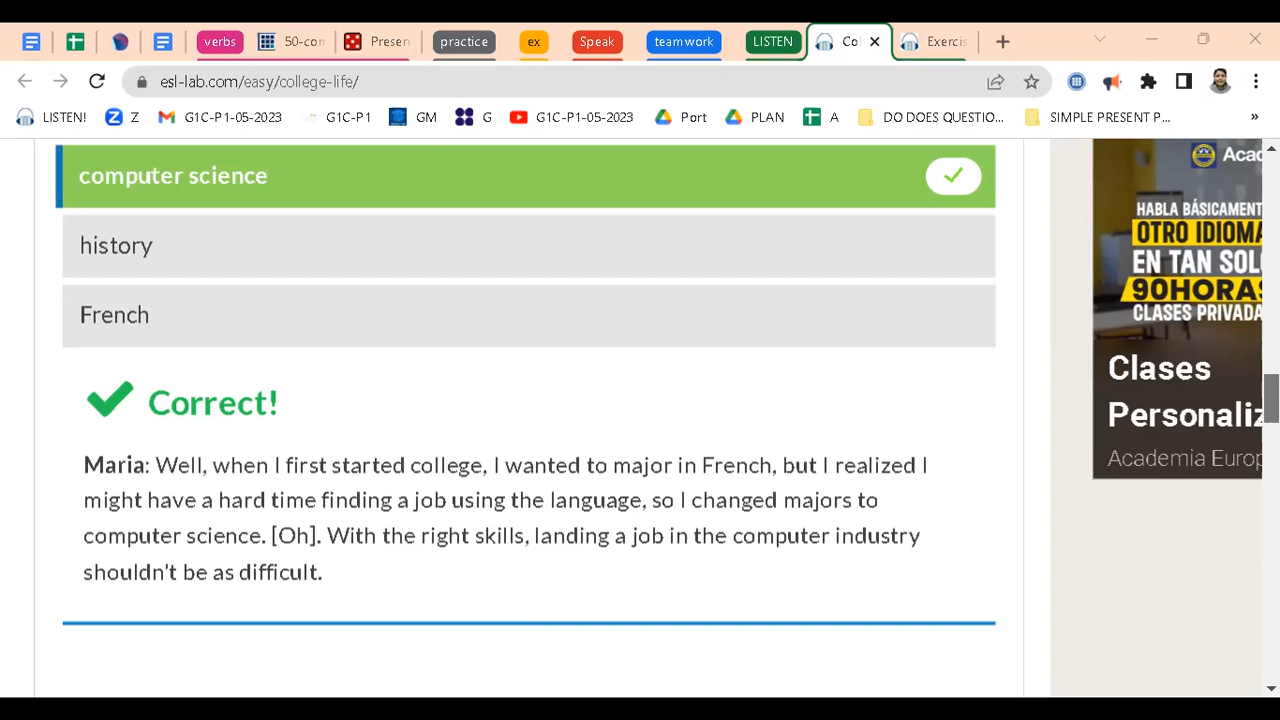 verbs 50-con Presen practice ex Speak teamwork LISTEN Co Exercis
esl-lab.com/easy/college-life/
LISTEN! Z G1C-P1-05-2023 G1C-P1 GM G G1C-P1-05-2023 Port PLAN A DO DOES QUESTIO... SIMPLE PRESENT P... »
computer science
history
French
Correct!
Maria: Well, when I first started college, I wanted to major in French, but I realized I
might have a hard time finding a job using the language, so I changed majors to
computer science. [Oh]. With the right skills, landing a job in the computer industry
shouldn't be as difficult.
Acad
HABLA BÁSICAMENT
OTRO IDIOMA
EN TAN SOL
90HORAS
CLASES PRIVADA
Clases
Personaliz
Academia Europ